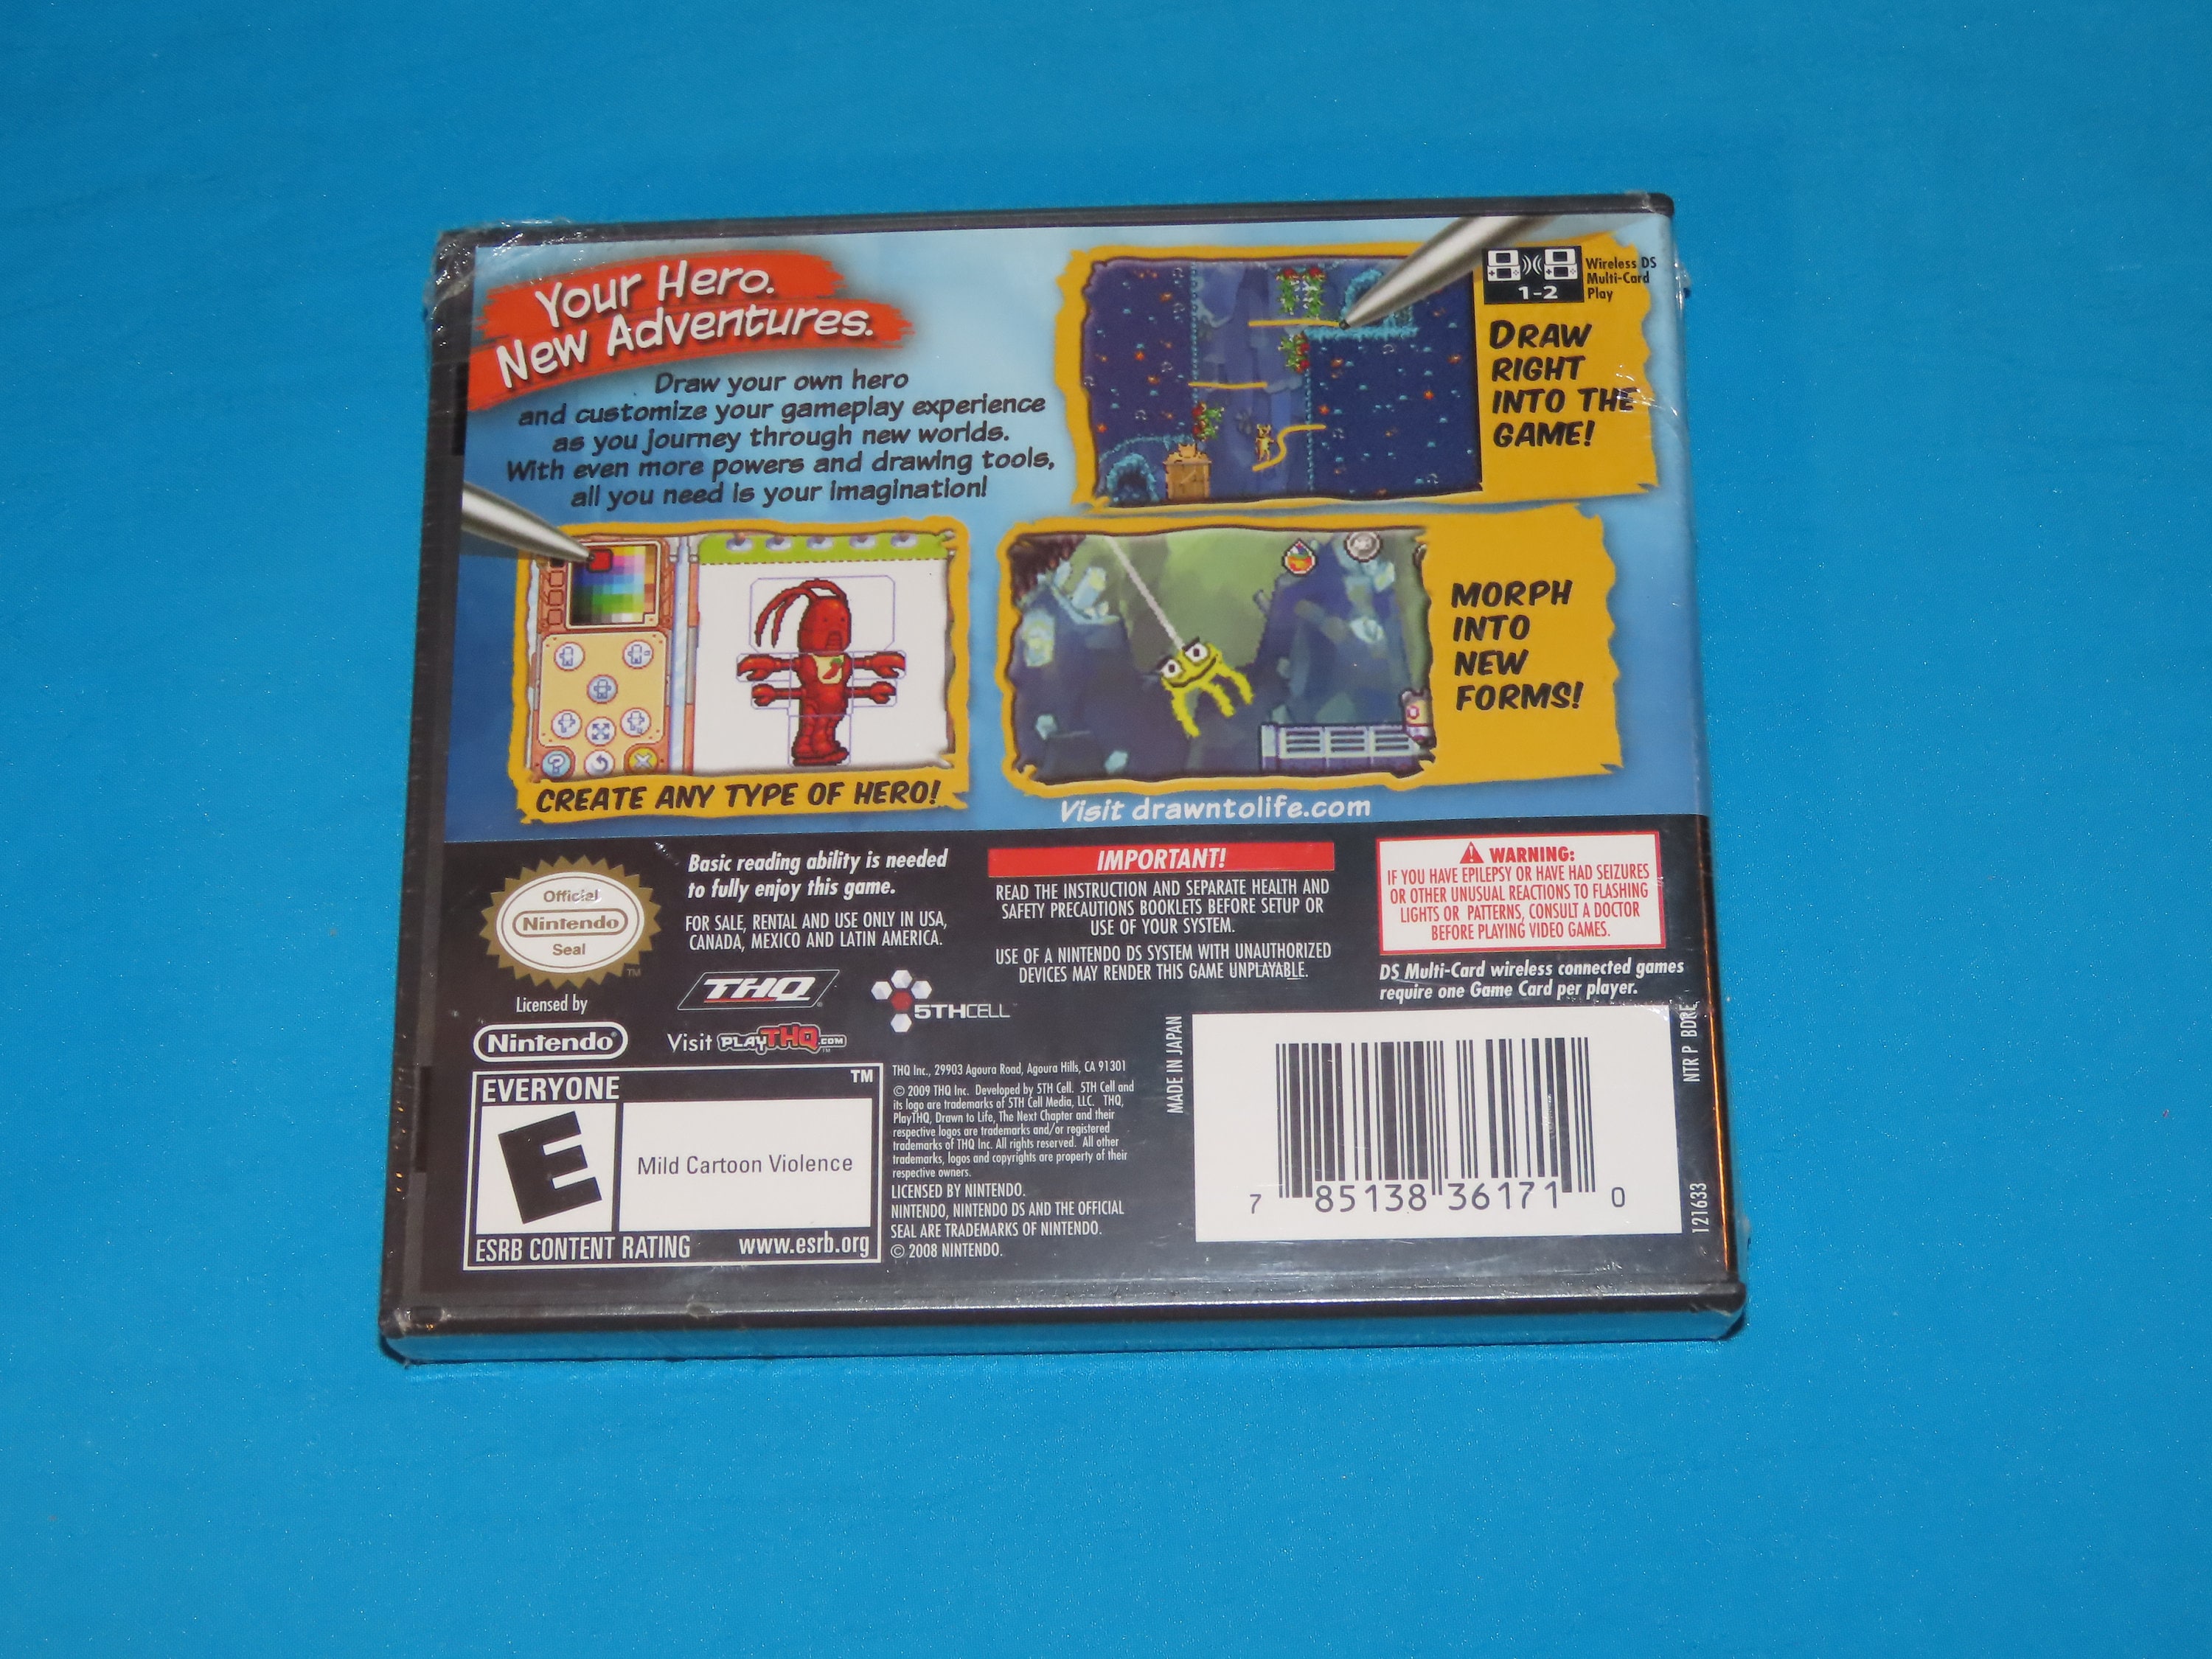 Your Hero.
New Adventures.
Draw your own hero
and customize your gameplay experience
as you journey through new worlds.
With even more powers and drawing tools,
all you need is your imagination!
Wireless DS
Multi-Card
Play
1-2
DRAW
RIGHT
INTO THE
GAME!
CREATE ANY TYPE OF HERO!
MORPH
INTO
NEW
FORMS!
Visit drawntolife.com
Official
Nintendo
Seal
TM
Licensed by
Nintendo®
Basic reading ability is needed
to fully enjoy this game.
FOR SALE, RENTAL AND USE ONLY IN USA,
CANADA, MEXICO AND LATIN AMERICA.
THQ
5THCELL
Visit PLAYTHQ.COM
IMPORTANT!
READ THE INSTRUCTION AND SEPARATE HEALTH AND
SAFETY PRECAUTIONS BOOKLETS BEFORE SETUP OR
USE OF YOUR SYSTEM.
USE OF A NINTENDO DS SYSTEM WITH UNAUTHORIZED
DEVICES MAY RENDER THIS GAME UNPLAYABLE.
WARNING:
IF YOU HAVE EPILEPSY OR HAVE HAD SEIZURES
OR OTHER UNUSUAL REACTIONS TO FLASHING
LIGHTS OR PATTERNS, CONSULT A DOCTOR
BEFORE PLAYING VIDEO GAMES.
DS Multi-Card wireless connected games
require one Game Card per player.
EVERYONE
TM
E
Mild Cartoon Violence
ESRB CONTENT RATING www.esrb.org
THQ Inc., 29903 Agoura Road, Agoura Hills, CA 91301
© 2009 THQ Inc. Developed by 5TH Cell. 5TH Cell and
its logo are trademarks of 5TH Cell Media, LLC. THQ,
PlayTHQ, Drawn to Life, The Next Chapter and their
respective logos are trademarks and/or registered
trademarks of THQ Inc. All rights reserved. All other
trademarks, logos and copyrights are property of their
respective owners.
LICENSED BY NINTENDO.
NINTENDO, NINTENDO DS AND THE OFFICIAL
SEAL ARE TRADEMARKS OF NINTENDO.
© 2008 NINTENDO.
MADE IN JAPAN
7 85138 36171 0
NTR P BDRE
121633